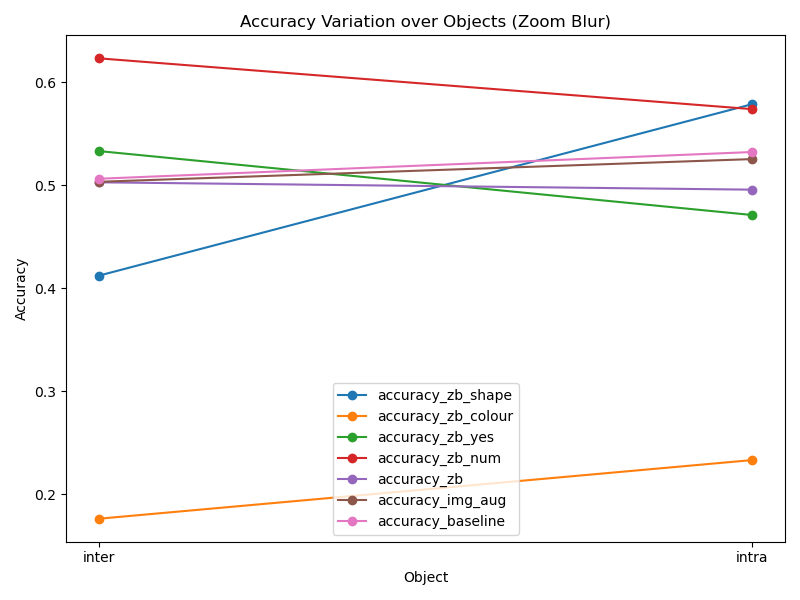 Accuracy Variation over Objects (Zoom Blur)
Accuracy
0.6
0.5
0.4
0.3
0.2
accuracy_zb_shape
accuracy_zb_colour
accuracy_zb_yes
accuracy_zb_num
accuracy_zb
accuracy_img_aug
accuracy_baseline
inter
intra
Object